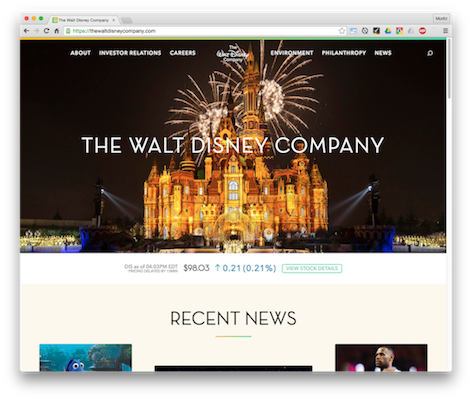 The Walt Disney Company
Moritz
https://thewaltdisneycompany.com
ABOUT INVESTOR RELATIONS CAREERS The WALT DISNEY Company ENVIRONMENT PHILANTHROPY NEWS
THE WALT DISNEY COMPANY
DIS as of 04:03PM EDT
PRICING DELAYED BY 15MIN
$98.03 ↑ 0.21 (0.21%) VIEW STOCK DETAILS
RECENT NEWS